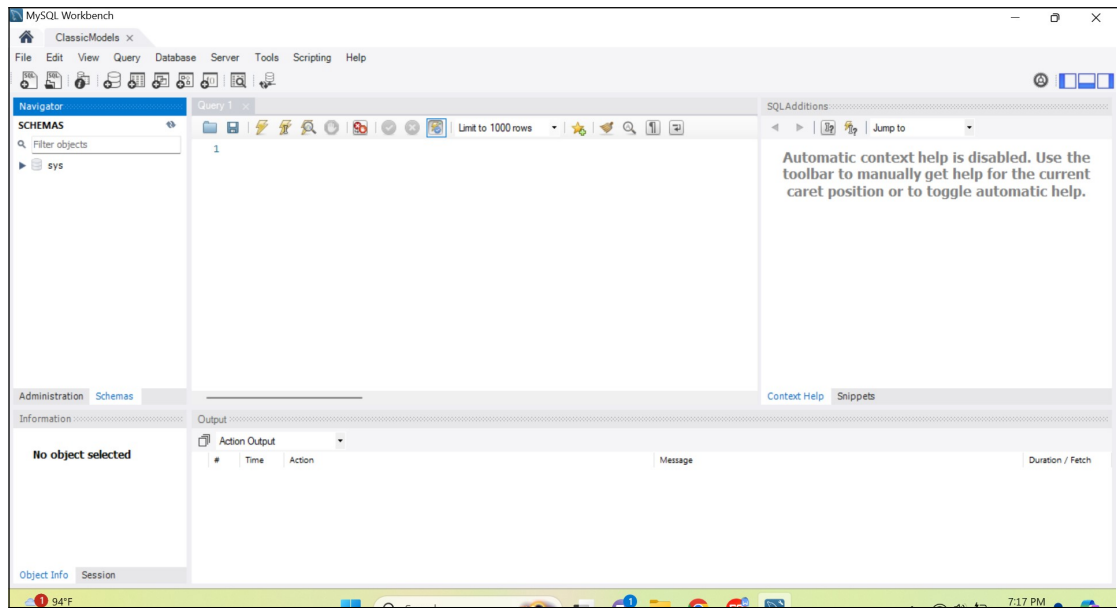 MySQL Workbench
ClassicModels
File Edit View Query Database Server Tools Scripting Help
Navigator
SCHEMAS
Filter objects
sys
Administration Schemas
Information
No object selected
Object Info Session
Query 1
Limit to 1000 rows
1
SQLAdditions
Jump to
Automatic context help is disabled. Use the
toolbar to manually get help for the current
caret position or to toggle automatic help.
Context Help Snippets
Output
Action Output
# Time Action Message Duration / Fetch
1 94°F
1
7:17 PM